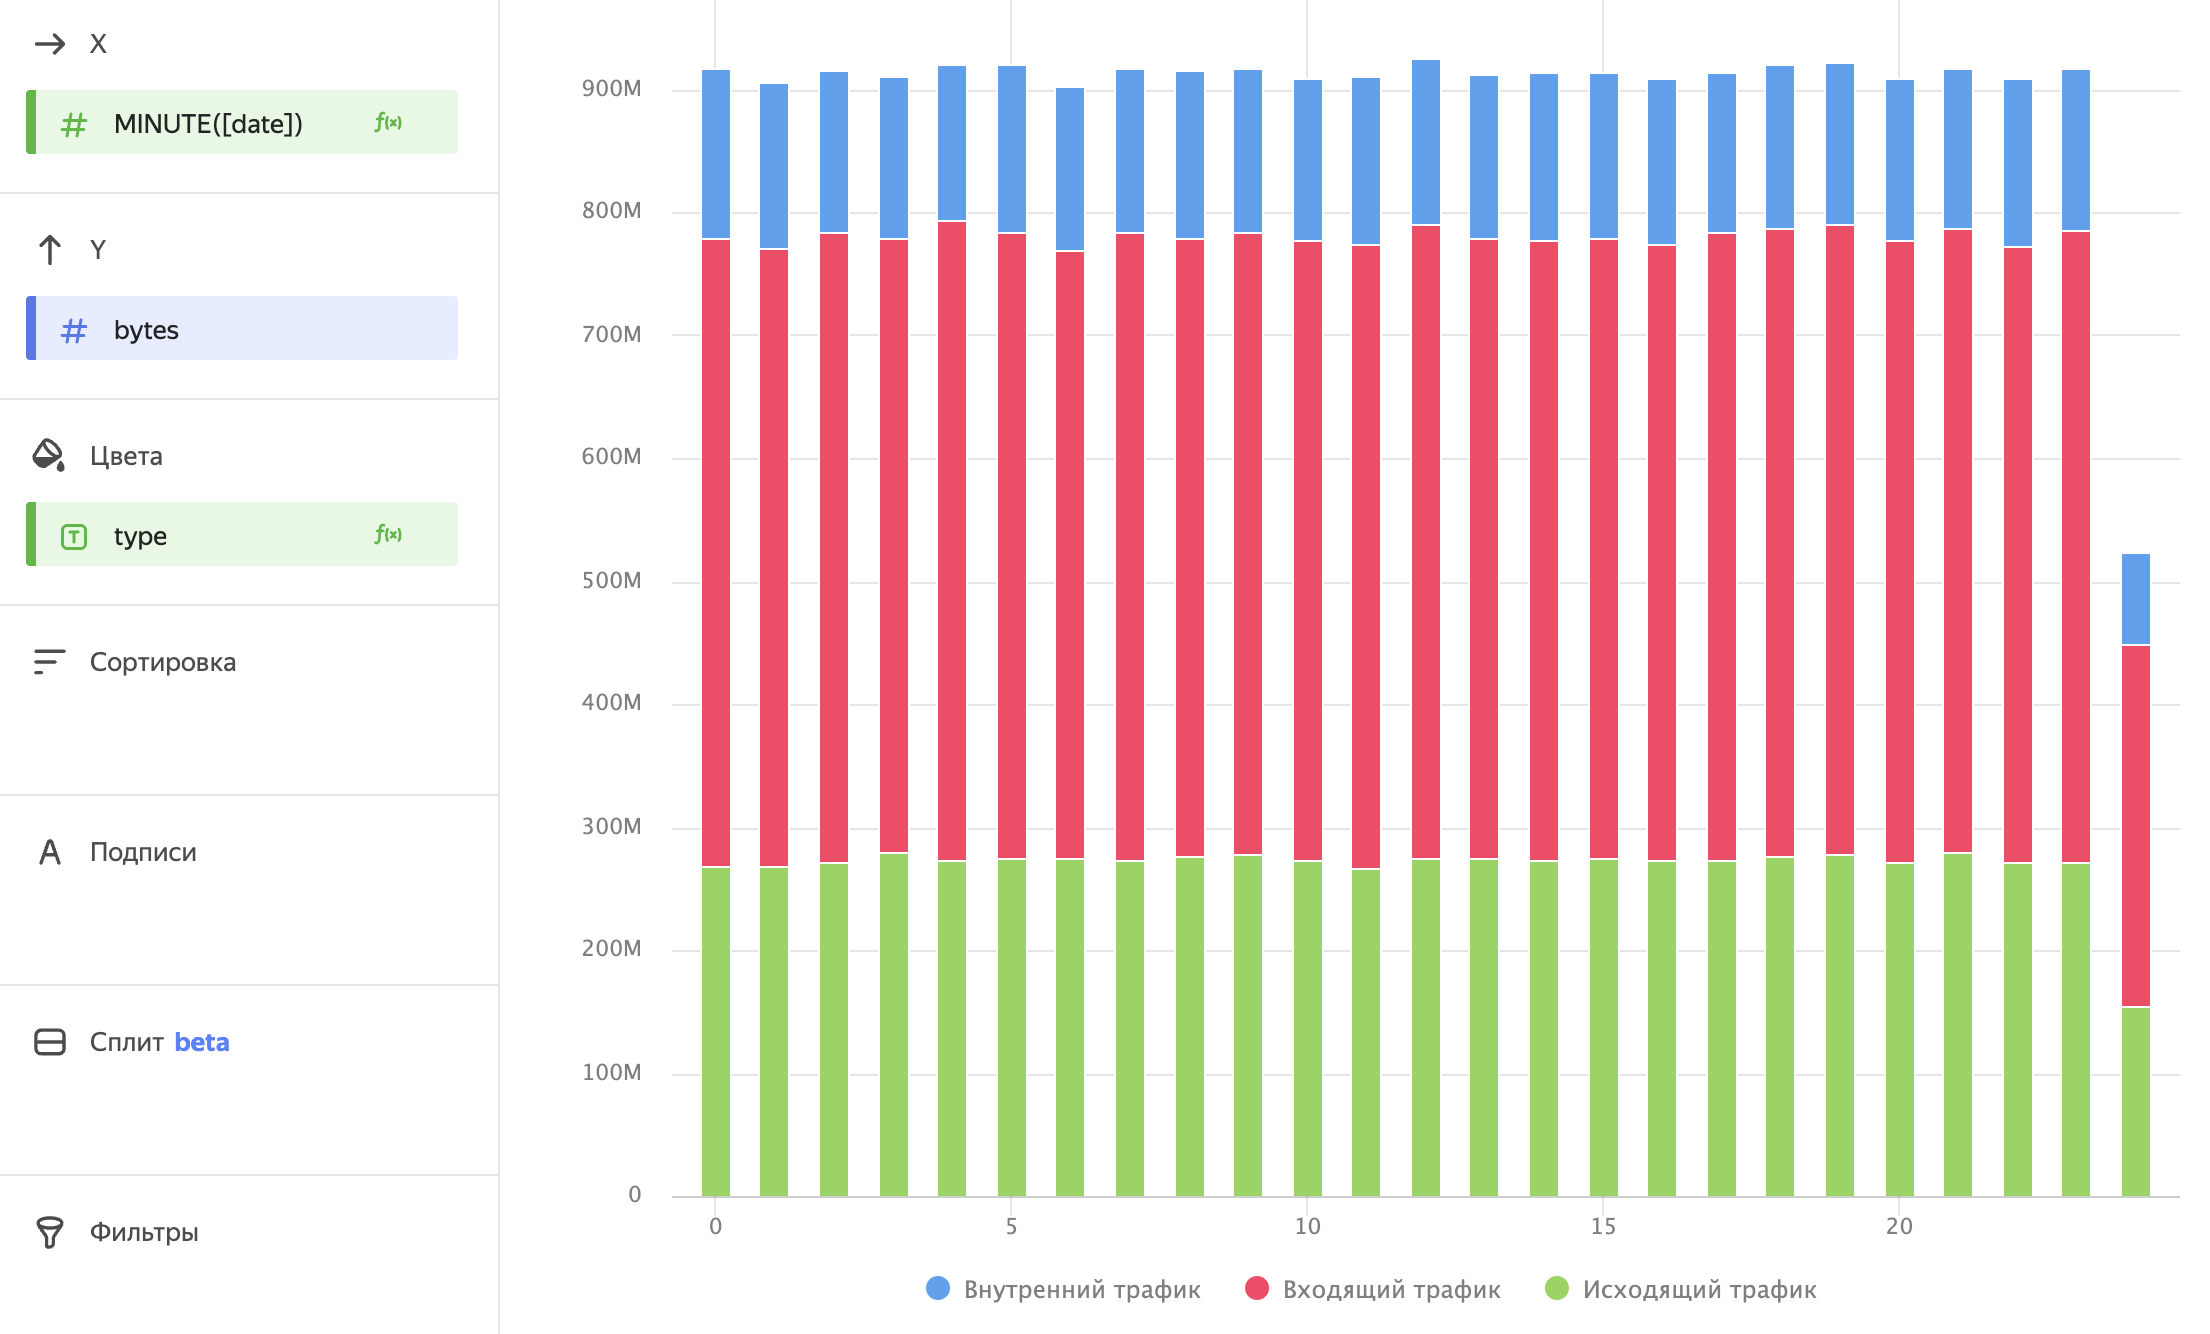 X
MINUTE([date])
f(x)
Y
bytes
Цвета
type
f(x)
Сортировка
Подписи
Сплит beta
Фильтры
900M
800M
700M
600M
500M
400M
300M
200M
100M
0
0 5 10 15 20
Внутренний трафик Входящий трафик Исходящий трафик